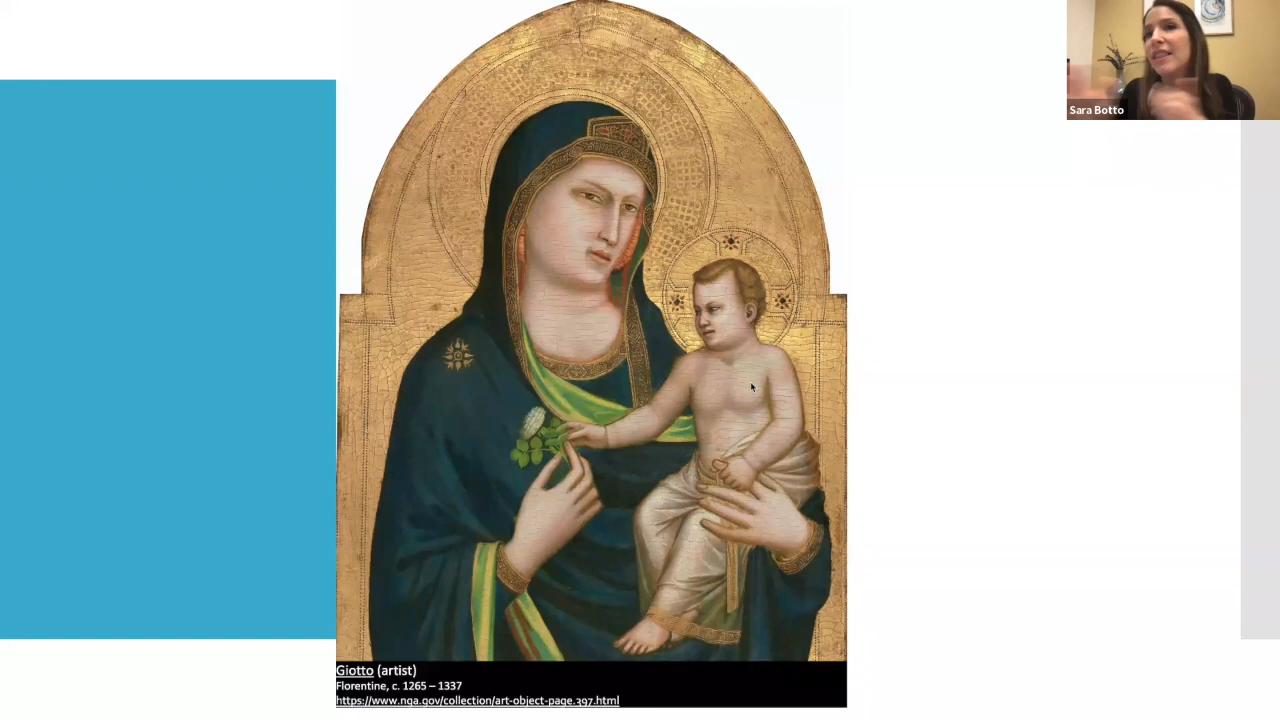 Sara Botto
Giotto (artist)
Florentine, c. 1265 – 1337
https://www.nga.gov/collection/art-object-page.397.html